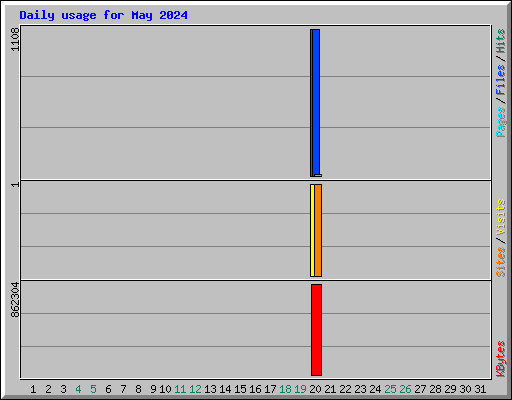 Daily usage for May 2024
1108
Pages/Files/Hits
1
Sites/Visits
862304
KBytes
1 2 3 4 5 6 7 8 9 10 11 12 13 14 15 16 17 18 19 20 21 22 23 24 25 26 27 28 29 30 31